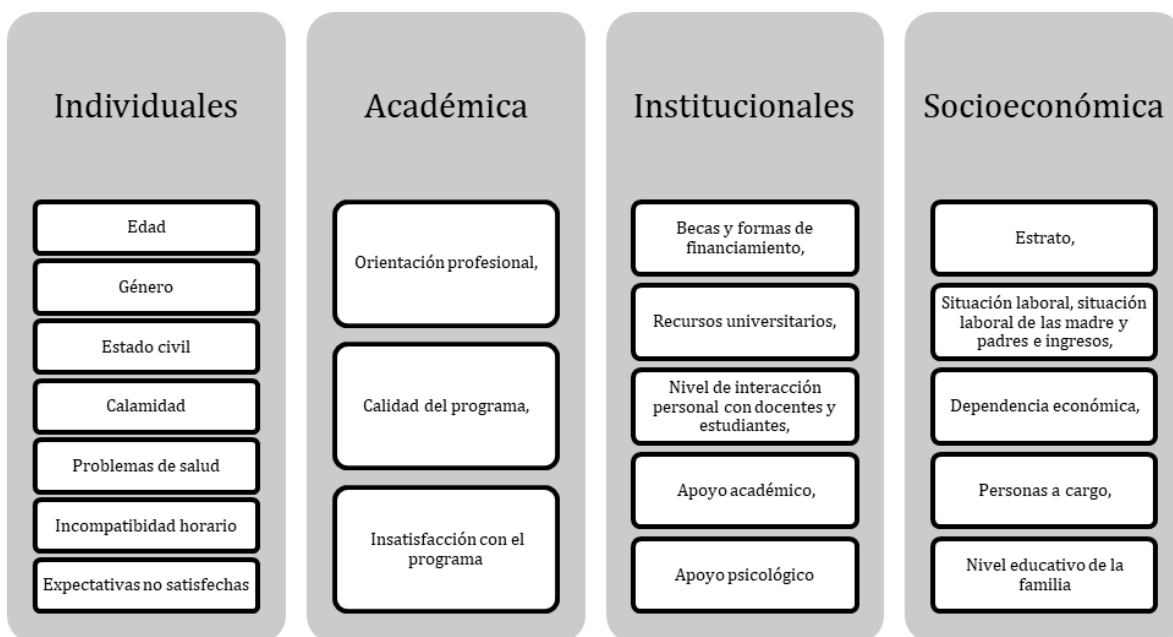 Individuales
Edad
Género
Estado civil
Calamidad
Problemas de salud
Incompatibidad horario
Expectativas no satisfechas
Académica
Orientación profesional,
Calidad del programa,
Insatisfacción con el
programa
Institucionales
Becas y formas de
financiamiento,
Recursos universitarios,
Nivel de interacción
personal con docentes y
estudiantes,
Apoyo académico,
Apoyo psicológico
Socioeconómica
Estrato,
Situación laboral, situación
laboral de las madre y
padres e ingresos,
Dependencia económica,
Personas a cargo,
Nivel educativo de la
familia